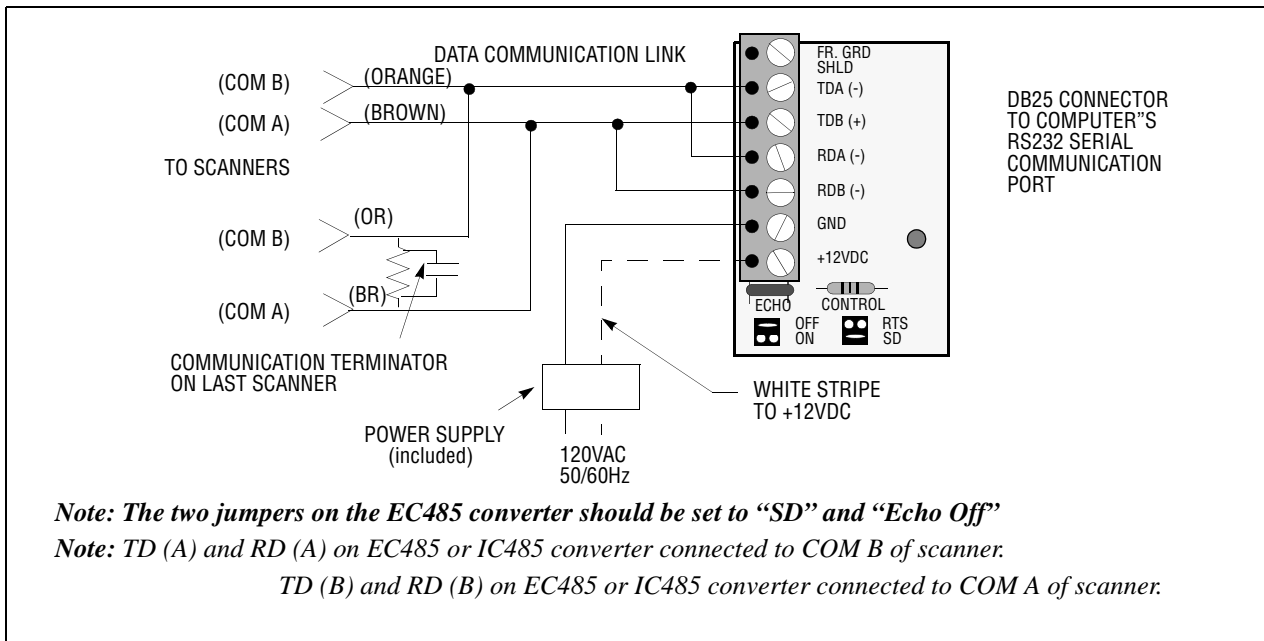 DATA COMMUNICATION LINK
(COM B)
(ORANGE)
(COM A)
(BROWN)
TO SCANNERS
(COM B)
(OR)
(COM A)
(BR)
COMMUNICATION TERMINATOR
ON LAST SCANNER
POWER SUPPLY
(included)
120VAC
50/60Hz
WHITE STRIPE
TO +12VDC
FR. GRD
SHLD
TDA (-)
TDB (+)
RDA (-)
RDB (-)
GND
+12VDC
ECHO
CONTROL
OFF
ON
RTS
SD
DB25 CONNECTOR
TO COMPUTER"S
RS232 SERIAL
COMMUNICATION
PORT
Note: The two jumpers on the EC485 converter should be set to “SD” and “Echo Off”
Note: TD (A) and RD (A) on EC485 or IC485 converter connected to COM B of scanner.
TD (B) and RD (B) on EC485 or IC485 converter connected to COM A of scanner.